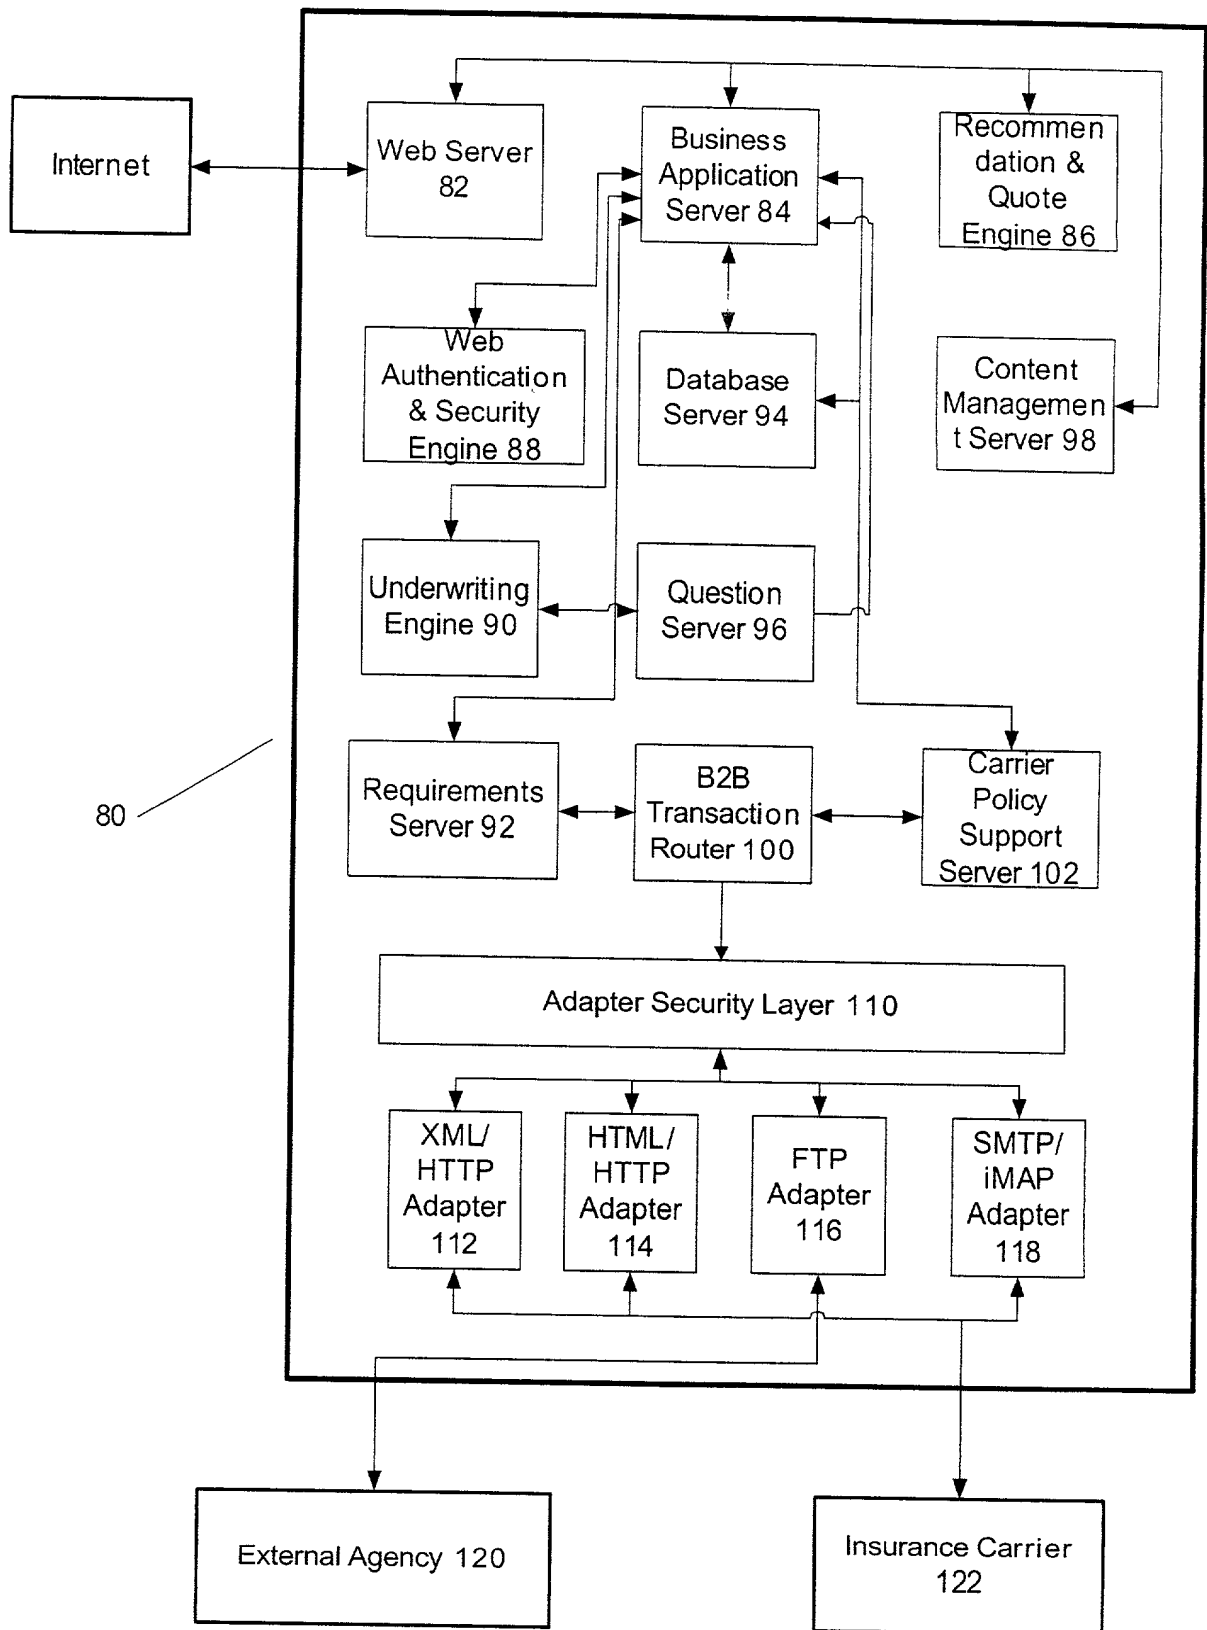 Internet
Web Server
82
Business
Application
Server 84
Recommen
dation &
Quote
Engine 86
Web
Authentication
& Security
Engine 88
Database
Server 94
Content
Managemen
t Server 98
Underwriting
Engine 90
Question
Server 96
80
Requirements
Server 92
B2B
Transaction
Router 100
Carrier
Policy
Support
Server 102
Adapter Security Layer 110
XML/
HTTP
Adapter
112
HTML/
HTTP
Adapter
114
FTP
Adapter
116
SMTP/
iMAP
Adapter
118
External Agency 120
Insurance Carrier
122